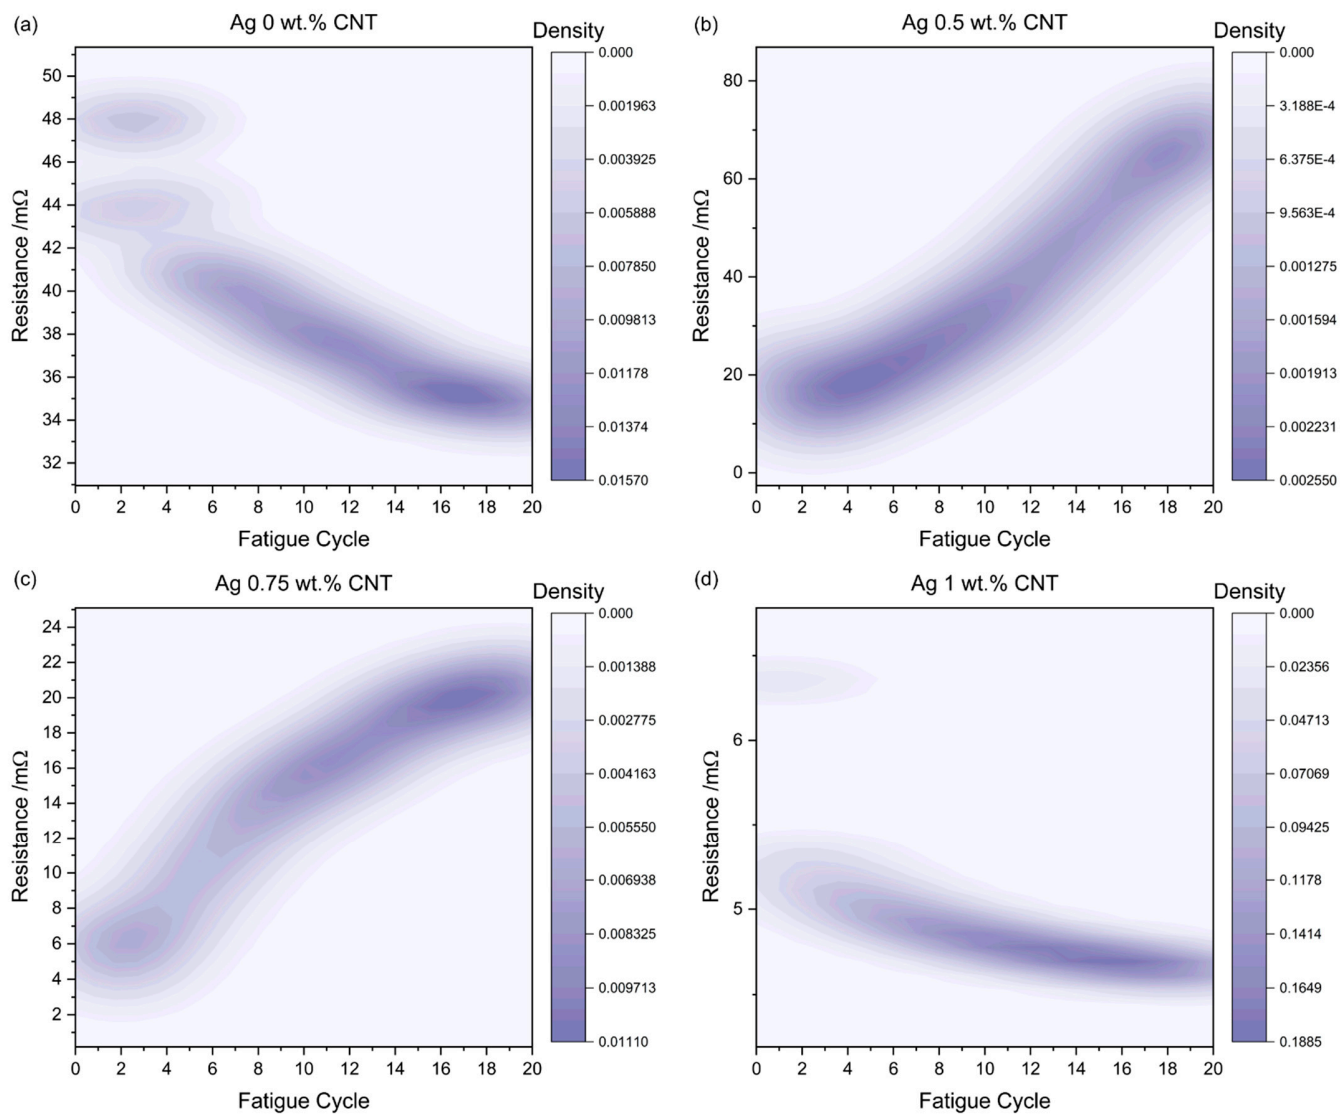 (a)
Ag 0 wt.% CNT
Density
50
48
46
44
42
40
38
36
34
32
Resistance /mΩ
0 2 4 6 8 10 12 14 16 18 20
Fatigue Cycle
0.000
0.001963
0.003925
0.005888
0.007850
0.009813
0.01178
0.01374
0.01570
(b)
Ag 0.5 wt.% CNT
Density
80
60
40
20
0
Resistance /mΩ
0 2 4 6 8 10 12 14 16 18 20
Fatigue Cycle
0.000
3.188E-4
6.375E-4
9.563E-4
0.001275
0.001594
0.001913
0.002231
0.002550
(c)
Ag 0.75 wt.% CNT
Density
24
22
20
18
16
14
12
10
8
6
4
2
Resistance /mΩ
0 2 4 6 8 10 12 14 16 18 20
Fatigue Cycle
0.000
0.001388
0.002775
0.004163
0.005550
0.006938
0.008325
0.009713
0.01110
(d)
Ag 1 wt.% CNT
Density
6
5
Resistance /mΩ
0 2 4 6 8 10 12 14 16 18 20
Fatigue Cycle
0.000
0.02356
0.04713
0.07069
0.09425
0.1178
0.1414
0.1649
0.1885